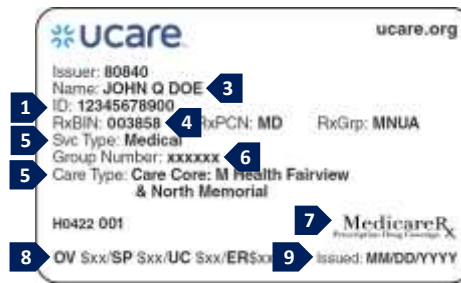 ucare
ucare.org
Issuer: 80840
Name: JOHN Q DOE 3
1 ID: 12345678900
RxBIN: 003858 4 RxPCN: MD RxGrp: MNUA
5 Svc Type: Medical
Group Number: xxxxxx 6
5 Care Type: Care Core: M Health Fairview
& North Memorial
H0422 001 7 MedicareRx
Prescription Drug Coverage
8 OV $xx/SP $xx/UC $xx/ER$xx 9 Issued: MM/DD/YYYY